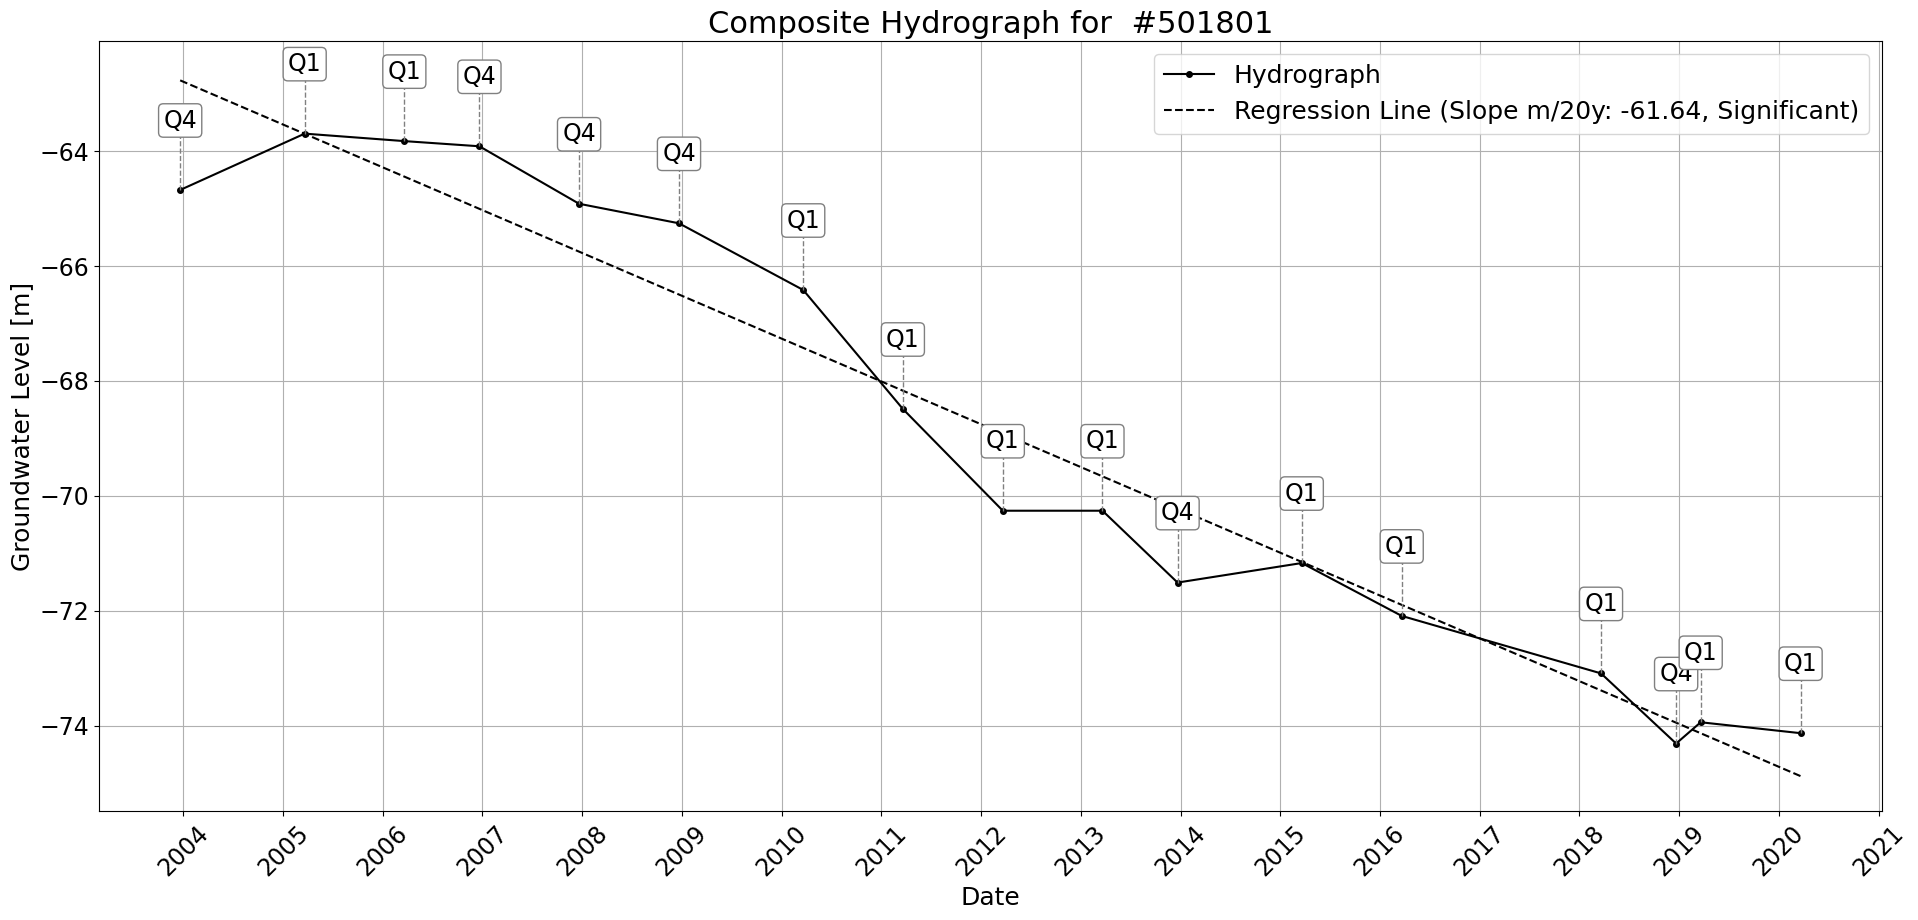 Composite Hydrograph for  #501801
Hydrograph
Regression Line (Slope m/20y: -61.64, Significant)
Q4
Q1
Q1
Q4
Q4
Q4
Q1
Q1
Q1
Q1
Q4
Q1
Q1
Q1
Q4
Q1
Q1
Groundwater Level [m]
−64
−66
−68
−70
−72
−74
2004
2005
2006
2007
2008
2009
2010
2011
2012
2013
2014
2015
2016
2017
2018
2019
2020
2021
Date